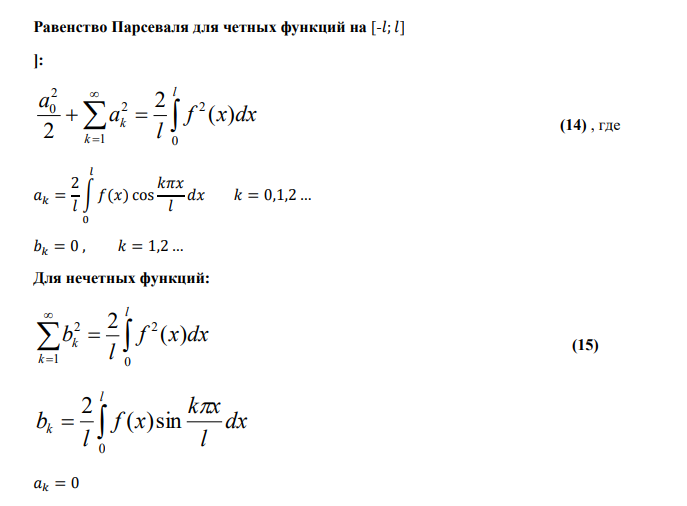 Равенство Парсеваля для четных функций на [-l; l]
]:
\frac{a_0^2}{2} + \sum_{k=1}^{\infty} a_k^2 = \frac{2}{l} \int_0^l f^2(x)dx (14) , где
a_k = \frac{2}{l} \int_0^l f(x) \cos \frac{k\pi x}{l} dx k = 0,1,2 ...
b_k = 0 , k = 1,2 ...
Для нечетных функций:
\sum_{k=1}^{\infty} b_k^2 = \frac{2}{l} \int_0^l f^2(x)dx (15)
b_k = \frac{2}{l} \int_0^l f(x) \sin \frac{k\pi x}{l} dx
a_k = 0